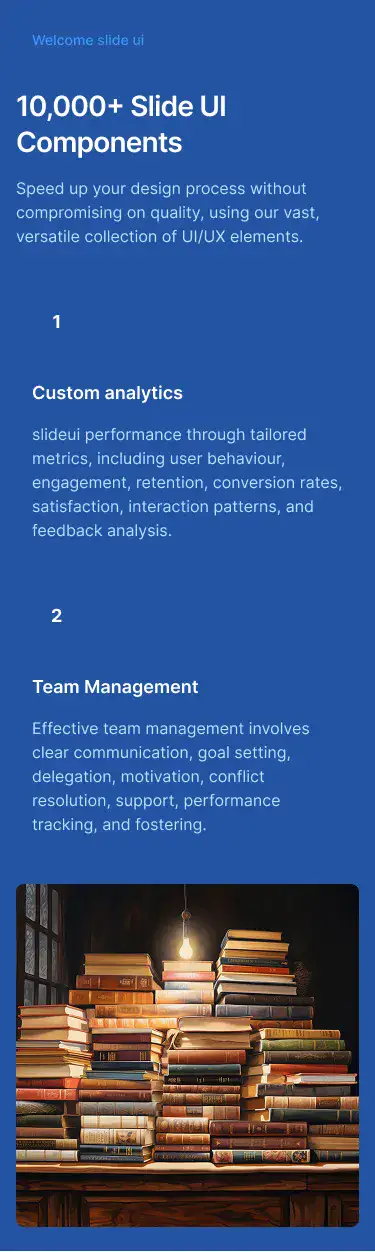 Welcome slide ui
10,000+ Slide UI
Components
Speed up your design process without
compromising on quality, using our vast,
versatile collection of UI/UX elements.
1
Custom analytics
slideui performance through tailored
metrics, including user behaviour,
engagement, retention, conversion rates,
satisfaction, interaction patterns, and
feedback analysis.
2
Team Management
Effective team management involves
clear communication, goal setting,
delegation, motivation, conflict
resolution, support, performance
tracking, and fostering.